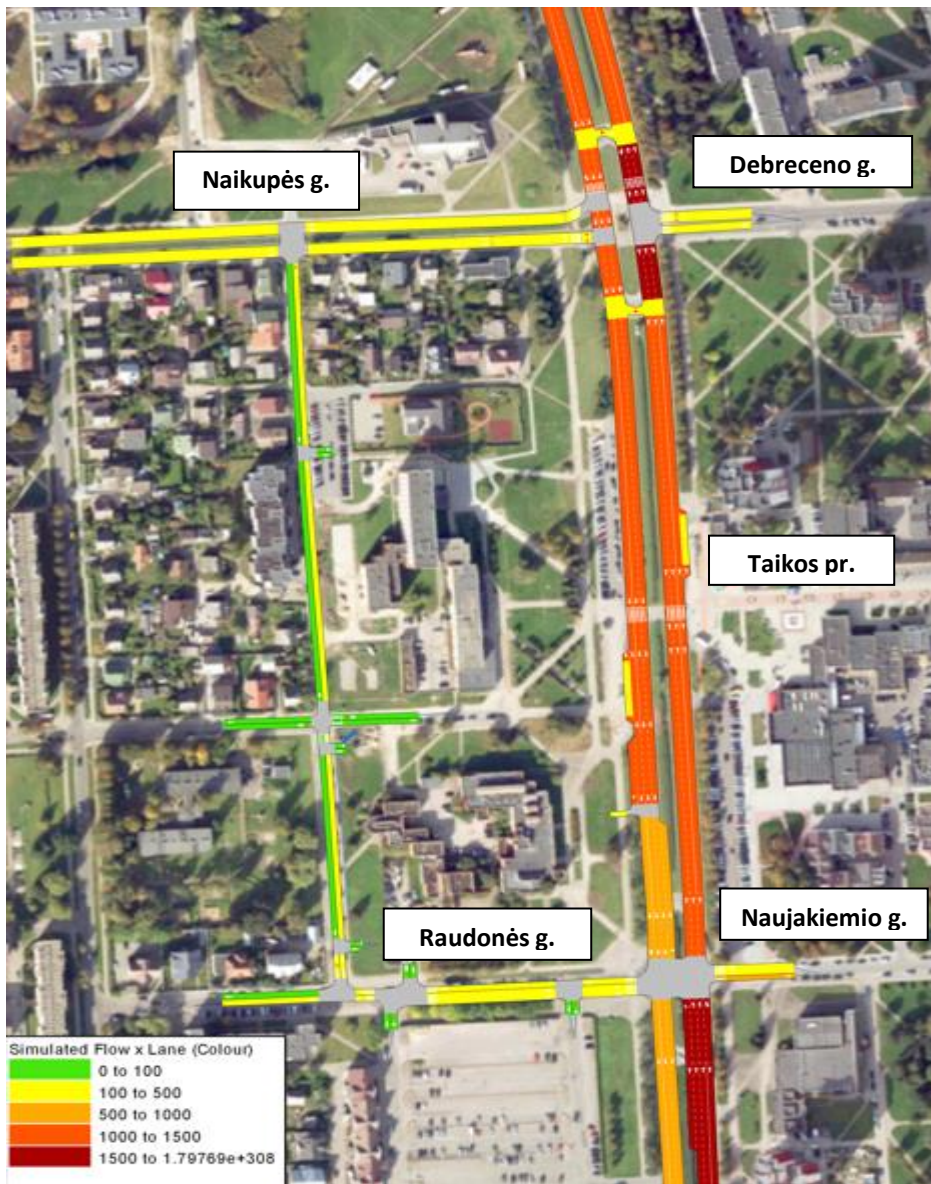 Naikupės g.
Debreceno g.
Taikos pr.
Naujakiemio g.
Raudonės g.
Simulated Flow x Lane (Colour)
0 to 100
100 to 500
500 to 1000
1000 to 1500
1500 to 1.79769e+308